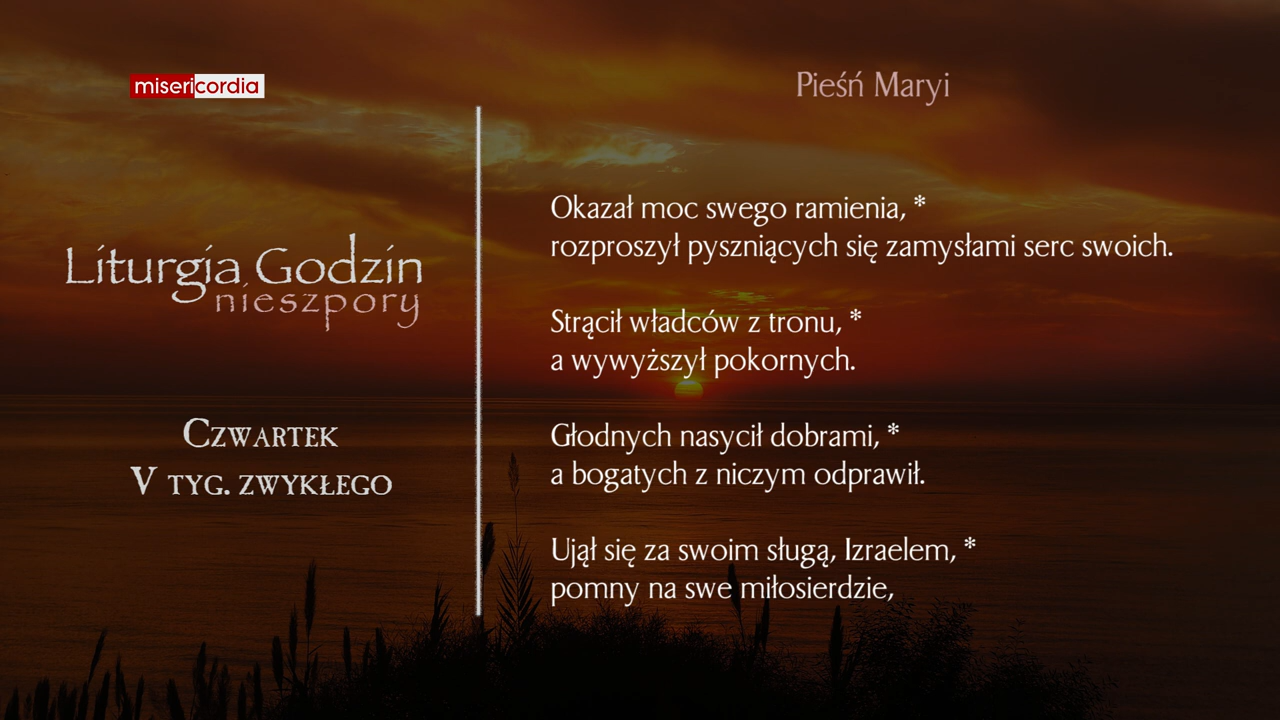 misericordia
Liturgia Godzin
nieszpory
Czwartek
V tyg. zwykłego
Pieśń Maryi
Okazał moc swego ramienia, *
rozproszył pyszniących się zamysłami serc swoich.
Strącił władców z tronu, *
a wywyższył pokornych.
Głodnych nasycił dobrami, *
a bogatych z niczym odprawił.
Ujął się za swoim sługą, Izraelem, *
pomny na swe miłosierdzie,